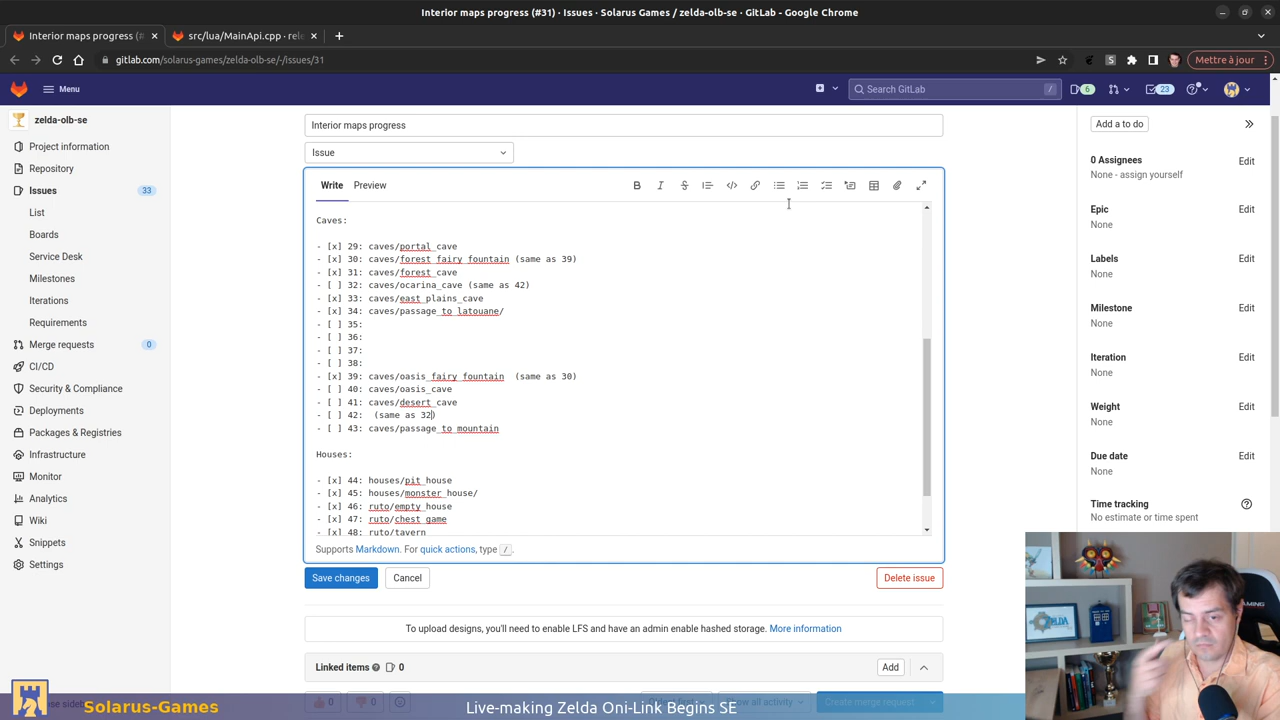 Interior maps progress (#31) · Issues · Solarus Games / zelda-olb-se · GitLab - Google Chrome
Interior maps progress (#
src/lua/MainApi.cpp · rele
gitlab.com/solarus-games/zelda-olb-se/-/issues/31
Mettre à jour
Menu
Search GitLab
/
6
23
zelda-olb-se
Project information
Repository
Issues
33
List
Boards
Service Desk
Milestones
Iterations
Requirements
Merge requests
0
CI/CD
Security & Compliance
Deployments
Packages & Registries
Infrastructure
Monitor
Analytics
Wiki
Snippets
Settings
Interior maps progress
Issue
Write
Preview
Caves:
- [x] 29: caves/portal_cave
- [x] 30: caves/forest_fairy_fountain (same as 39)
- [x] 31: caves/forest_cave
- [ ] 32: caves/ocarina_cave (same as 42)
- [x] 33: caves/east_plains_cave
- [x] 34: caves/passage_to_latouane/
- [ ] 35:
- [ ] 36:
- [ ] 37:
- [ ] 38:
- [x] 39: caves/oasis_fairy_fountain  (same as 30)
- [ ] 40: caves/oasis_cave
- [ ] 41: caves/desert_cave
- [ ] 42:  (same as 32)
- [ ] 43: caves/passage_to_mountain
Houses:
- [x] 44: houses/pit_house
- [x] 45: houses/monster_house/
- [x] 46: ruto/empty_house
- [x] 47: ruto/chest_game
- [x] 48: ruto/tavern
Supports Markdown. For quick actions, type /.
Save changes
Cancel
Delete issue
To upload designs, you'll need to enable LFS and have an admin enable hashed storage. More information
Linked items
0
Add
0
0
Create merge request
Add a to do
0 Assignees
Edit
None - assign yourself
Epic
Edit
None
Labels
Edit
None
Milestone
Edit
None
Iteration
Edit
None
Weight
Edit
None
Due date
Edit
None
Time tracking
No estimate or time spent
Solarus-Games
Live-making Zelda Oni-Link Begins SE